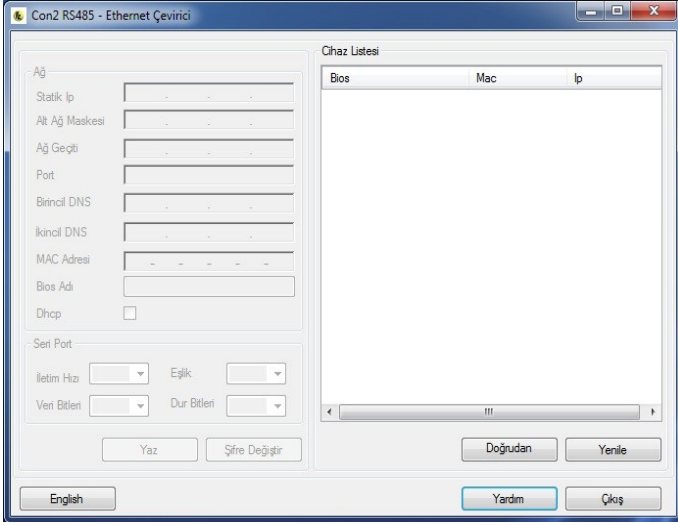 Con2 RS485 - Ethernet Çevirici
Ağ
Statik Ip
Alt Ağ Maskesi
Ağ Geçiti
Port
Birincil DNS
İkincil DNS
MAC Adresi
Bios Adı
Dhcp
Seri Port
İletim Hızı
Eşlik
Veri Bitleri
Dur Bitleri
Yaz
Şifre Değiştir
Cihaz Listesi
Bios Mac Ip
Doğrudan
Yenile
English
Yardım
Çıkış